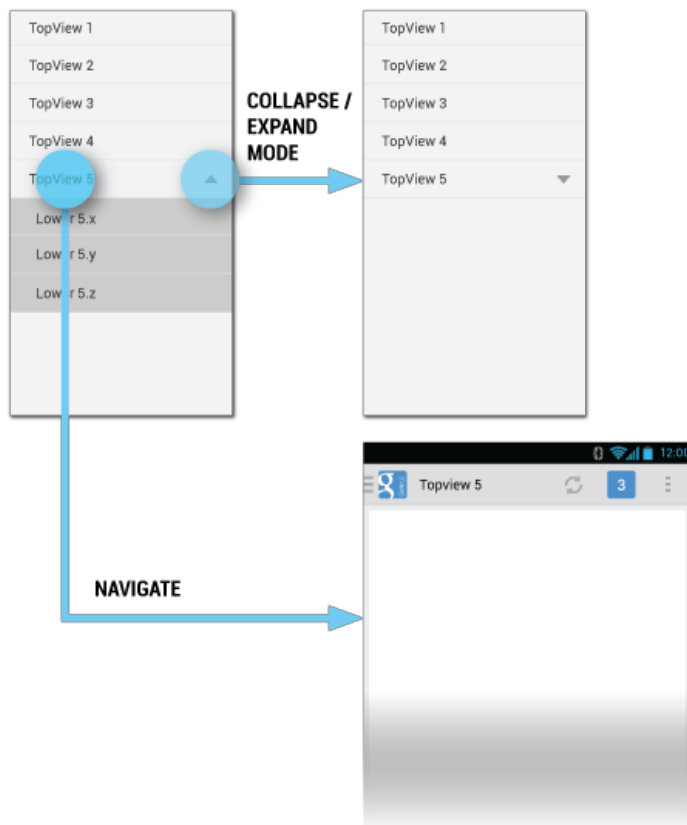 TopView 1
TopView 2
TopView 3
TopView 4
TopView 5
Lower 5.x
Lower 5.y
Lower 5.z
COLLAPSE /
EXPAND
MODE
TopView 1
TopView 2
TopView 3
TopView 4
TopView 5
NAVIGATE
12:00
g
Topview 5
3